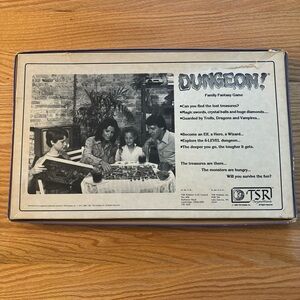 DUNGEON!
Family Fantasy Game
•Can you find the lost treasures?
•Magic swords, crystal balls and huge diamonds...
•Guarded by Trolls, Dragons and Vampires...
•Become an Elf, a Hero, a Wizard...
•Explore the 6-LEVEL dungeon...
•The deeper you go, the tougher it gets.
The treasures are there...
The monsters are hungry...
Will you survive the fun?
TSR